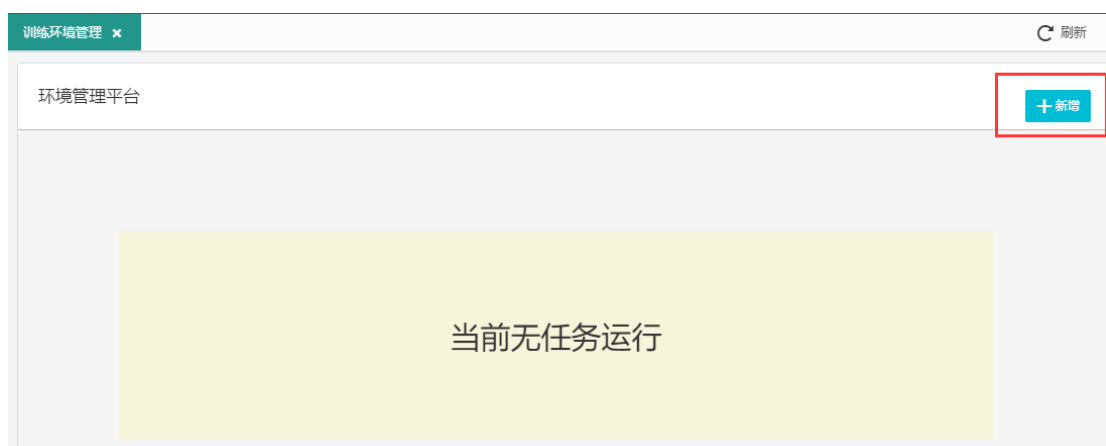 训练环境管理 ×
刷新
环境管理平台
+新增
当前无任务运行